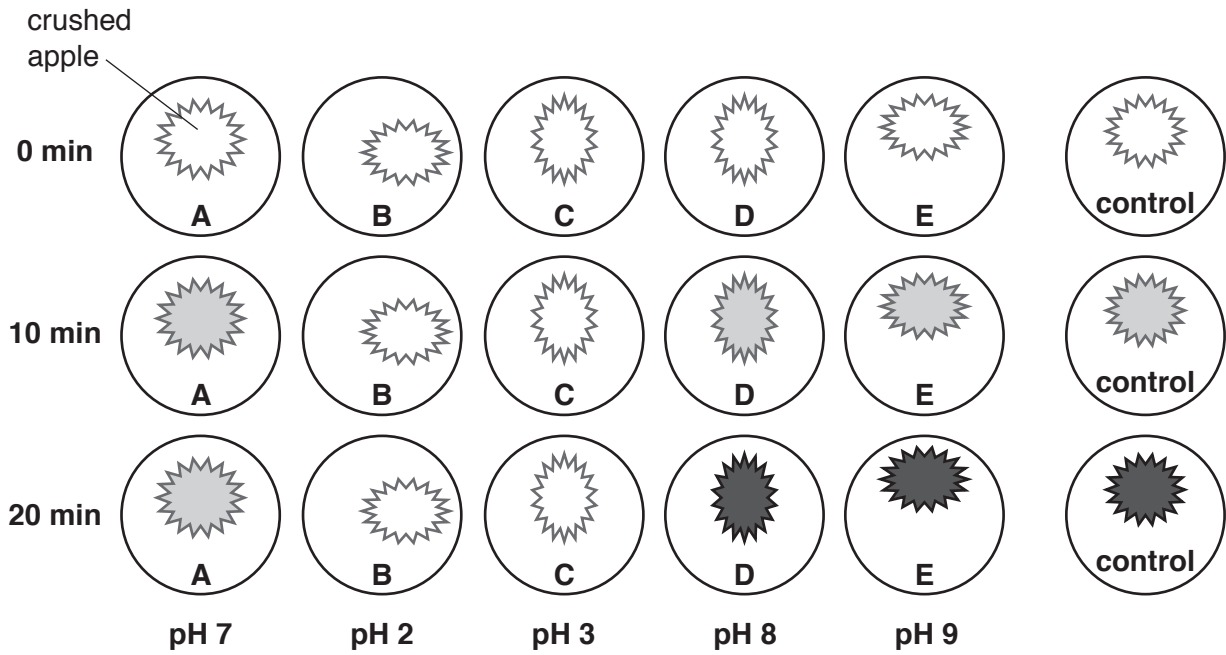 crushed
apple
0 min
A B C D E control
10 min
A B C D E control
20 min
A B C D E control
pH 7 pH 2 pH 3 pH 8 pH 9